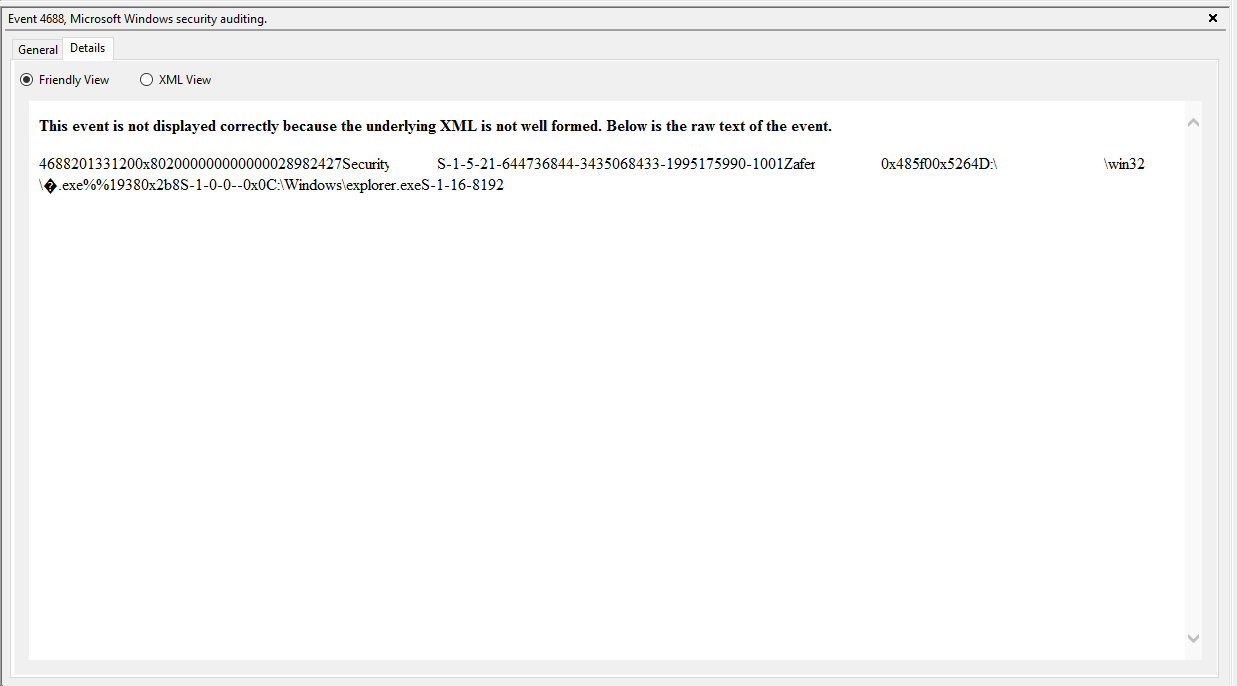 Event 4688, Microsoft Windows security auditing.
General Details
Friendly View XML View
This event is not displayed correctly because the underlying XML is not well formed. Below is the raw text of the event.
4688201331200x802000000000000028982427Security S-1-5-21-644736844-3435068433-1995175990-1001Zafer 0x485f00x5264D:\ \win32
\�.exe%%19380x2b8S-1-0-0--0x0C:\Windows\explorer.exeS-1-16-8192